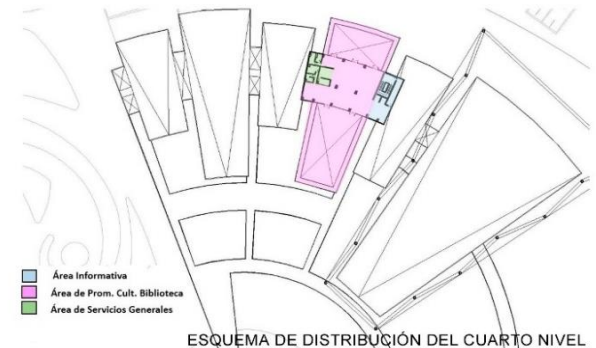 Área Informativa
Área de Prom. Cult. Biblioteca
Área de Servicios Generales
ESQUEMA DE DISTRIBUCIÓN DEL CUARTO NIVEL